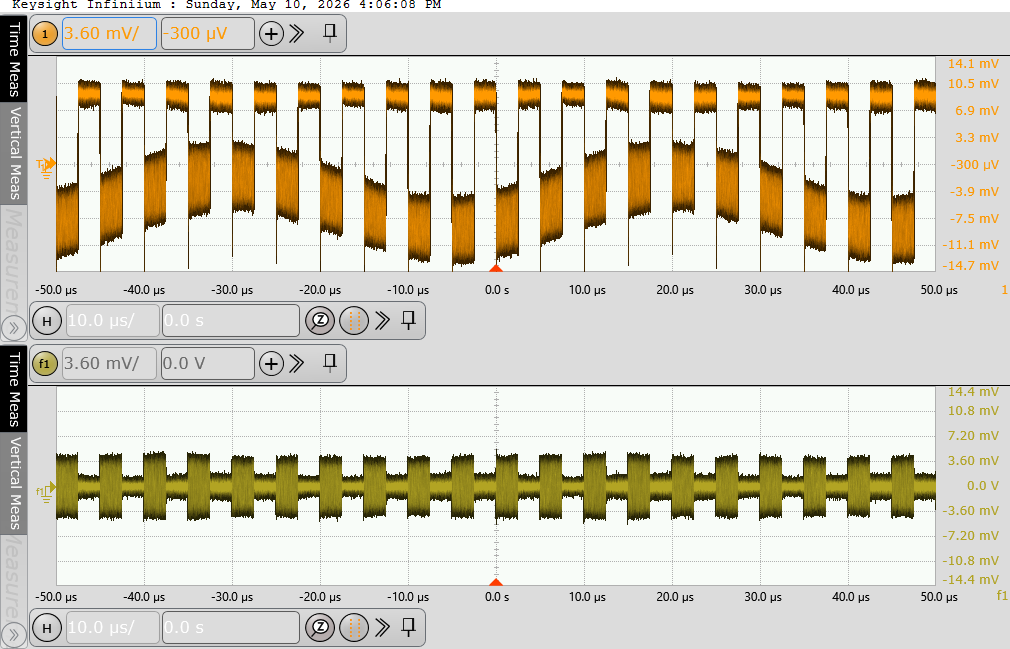 Keysight Infiniium : Sunday, May 10, 2026 4:06:08 PM
Time Meas
Vertical Meas
Measurem
1
3.60 mV/
-300 µV
14.1 mV
10.5 mV
6.9 mV
3.3 mV
-300 µV
-3.9 mV
-7.5 mV
-11.1 mV
-14.7 mV
-50.0 µs
-40.0 µs
-30.0 µs
-20.0 µs
-10.0 µs
0.0 s
10.0 µs
20.0 µs
30.0 µs
40.0 µs
50.0 µs
1
H
10.0 µs/
0.0 s
Z
Time Meas
Vertical Meas
Measurem
f1
3.60 mV/
0.0 V
14.4 mV
10.8 mV
7.20 mV
3.60 mV
0.0 V
-3.60 mV
-7.20 mV
-10.8 mV
-14.4 mV
f1
-50.0 µs
-40.0 µs
-30.0 µs
-20.0 µs
-10.0 µs
0.0 s
10.0 µs
20.0 µs
30.0 µs
40.0 µs
50.0 µs
f1
H
10.0 µs/
0.0 s
Z